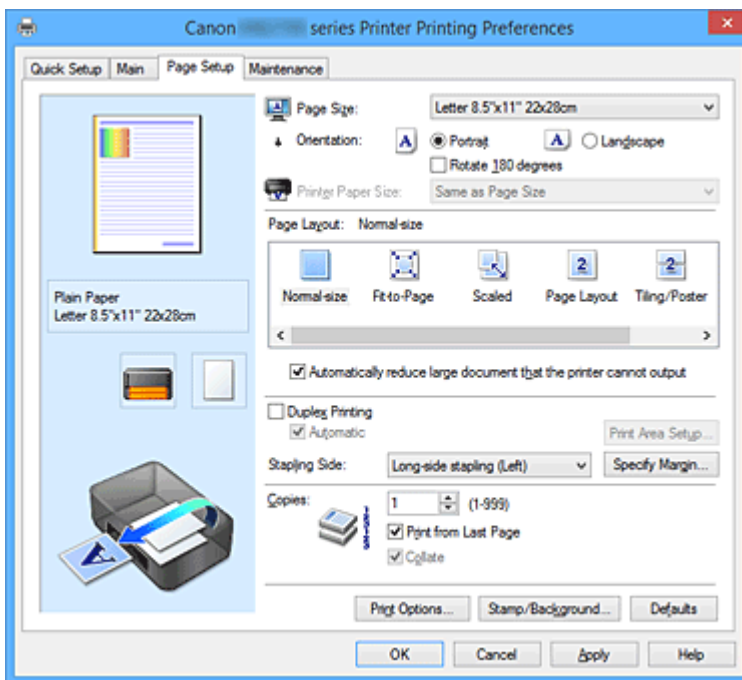 Canon series Printer Printing Preferences
Quick Setup Main Page Setup Maintenance
Page Size: Letter 8.5"x11" 22x28cm
Orientation: A Portrait A Landscape
Rotate 180 degrees
Printer Paper Size: Same as Page Size
Page Layout: Normal-size
2 2
Normal-size Fit-to-Page Scaled Page Layout Tiling/Poster
Plain Paper
Letter 8.5"x11" 22x28cm
Automatically reduce large document that the printer cannot output
Duplex Printing
Automatic
Print Area Setup...
Stapling Side: Long-side stapling (Left) Specify Margin...
Copies: 1 (1-999)
Print from Last Page
Collate
A
Print Options... Stamp/Background... Defaults
OK Cancel Apply Help